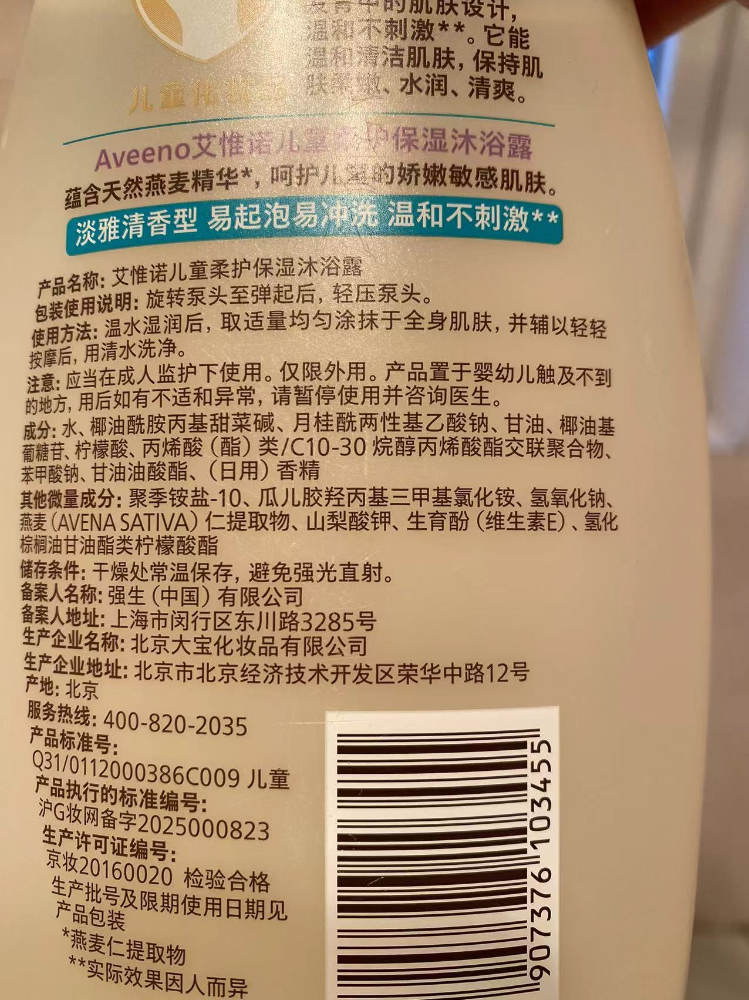 发育中的肌肤设计,
温和不刺激**。它能
温和清洁肌肤, 保持肌
肤柔嫩、水润、清爽。
儿童化妆品
Aveeno艾惟诺儿童柔护保湿沐浴露
蕴含天然燕麦精华*, 呵护儿童的娇嫩敏感肌肤。
淡雅清香型 易起泡易冲洗 温和不刺激**
产品名称: 艾惟诺儿童柔护保湿沐浴露
包装使用说明: 旋转泵头至弹起后, 轻压泵头。
使用方法: 温水湿润后, 取适量均匀涂抹于全身肌肤, 并辅以轻轻
按摩后, 用清水洗净。
注意: 应当在成人监护下使用。仅限外用。产品置于婴幼儿触及不到
的地方, 用后如有不适和异常, 请暂停使用并咨询医生。
成分: 水、椰油酰胺丙基甜菜碱、月桂酰两性基乙酸钠、甘油、椰油基
葡糖苷、柠檬酸、丙烯酸（酯）类/C10-30 烷醇丙烯酸酯交联聚合物、
苯甲酸钠、甘油油酸酯、（日用）香精
其他微量成分: 聚季铵盐-10、瓜儿胶羟丙基三甲基氯化铵、氢氧化钠、
燕麦（AVENA SATIVA）仁提取物、山梨酸钾、生育酚（维生素E）、氢化
棕榈油甘油酯类柠檬酸酯
储存条件: 干燥处常温保存, 避免强光直射。
备案人名称: 强生（中国）有限公司
备案人地址: 上海市闵行区东川路3285号
生产企业名称: 北京大宝化妆品有限公司
生产企业地址: 北京市北京经济技术开发区荣华中路12号
产地: 北京
服务热线: 400-820-2035
产品标准号:
Q31/0112000386C009 儿童
产品执行的标准编号:
沪G妆网备字2025000823
生产许可证编号:
京妆20160020 检验合格
生产批号及限期使用日期见
产品包装
*燕麦仁提取物
**实际效果因人而异
907376 103455